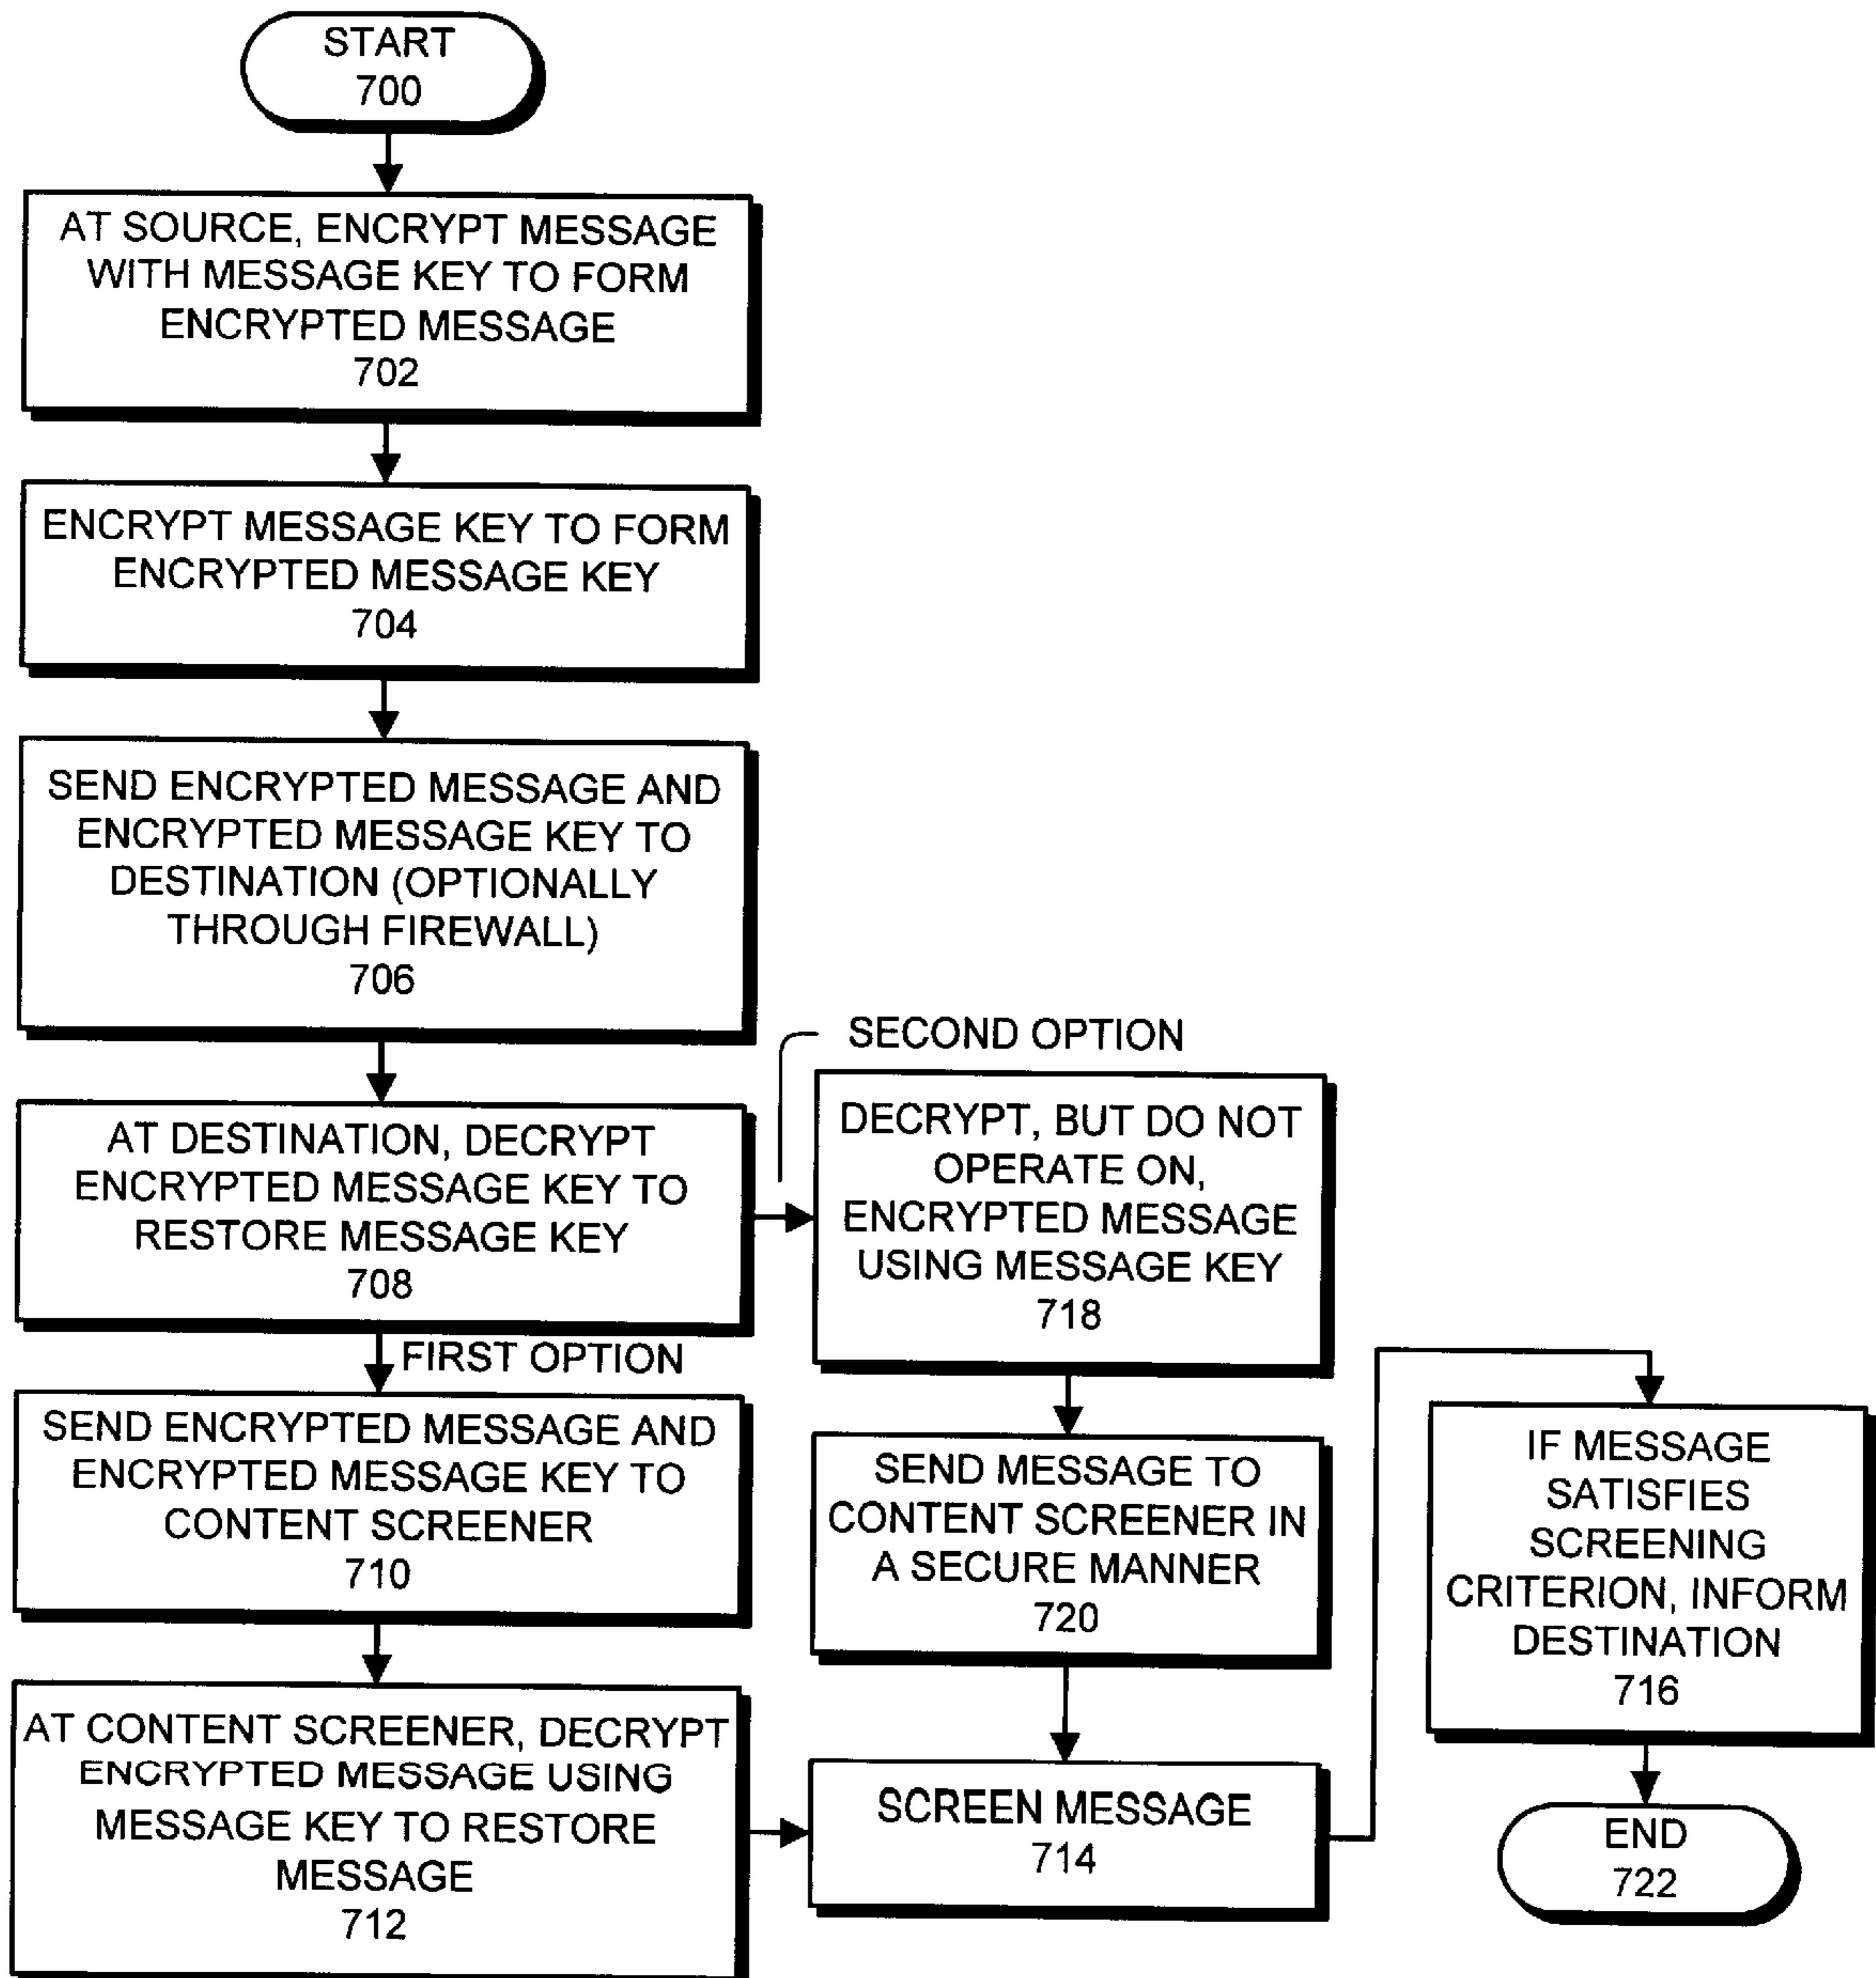 START
700
AT SOURCE, ENCRYPT MESSAGE
WITH MESSAGE KEY TO FORM
ENCRYPTED MESSAGE
702
ENCRYPT MESSAGE KEY TO FORM
ENCRYPTED MESSAGE KEY
704
SEND ENCRYPTED MESSAGE AND
ENCRYPTED MESSAGE KEY TO
DESTINATION (OPTIONALLY
THROUGH FIREWALL)
706
AT DESTINATION, DECRYPT
ENCRYPTED MESSAGE KEY TO
RESTORE MESSAGE KEY
708
FIRST OPTION
SEND ENCRYPTED MESSAGE AND
ENCRYPTED MESSAGE KEY TO
CONTENT SCREENER
710
AT CONTENT SCREENER, DECRYPT
ENCRYPTED MESSAGE USING
MESSAGE KEY TO RESTORE
MESSAGE
712
SECOND OPTION
DECRYPT, BUT DO NOT
OPERATE ON,
ENCRYPTED MESSAGE
USING MESSAGE KEY
718
SEND MESSAGE TO
CONTENT SCREENER IN
A SECURE MANNER
720
SCREEN MESSAGE
714
IF MESSAGE
SATISFIES
SCREENING
CRITERION, INFORM
DESTINATION
716
END
722